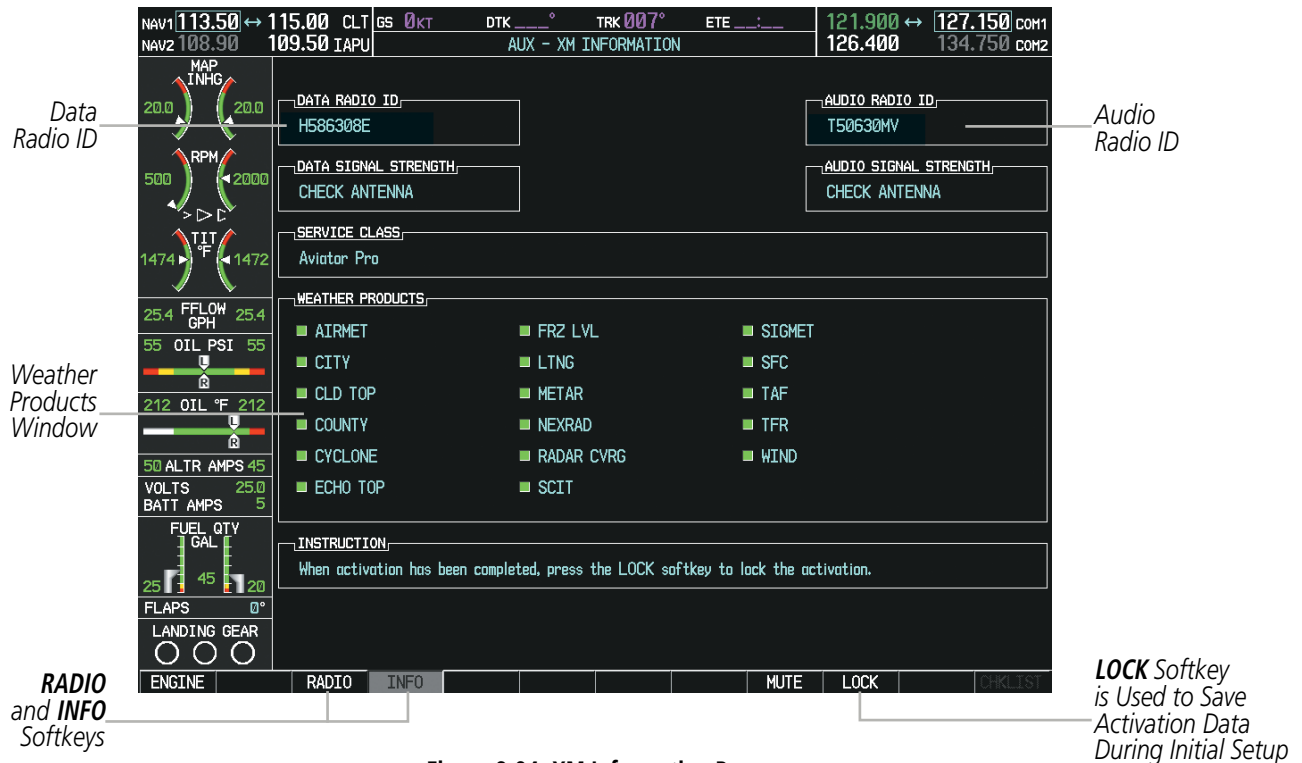 NAV1 113.50 ↔ 115.00 CLT GS 0KT DTK ___° TRK 007° ETE __:__ 121.900 ↔ 127.150 COM1
NAV2 108.90 109.50 IAPU AUX - XM INFORMATION 126.400 134.750 COM2
MAP
INHG
20.0 20.0
RPM
500 2000
TIT
°F
1474 1472
FFLOW
25.4 GPH 25.4
55 OIL PSI 55
L
R
212 OIL °F 212
L
R
50 ALTR AMPS 45
VOLTS 25.0
BATT AMPS 5
FUEL QTY
GAL
25 45 20
FLAPS 0°
LANDING GEAR
DATA RADIO ID
H586308E
AUDIO RADIO ID
T50630MV
DATA SIGNAL STRENGTH
CHECK ANTENNA
AUDIO SIGNAL STRENGTH
CHECK ANTENNA
SERVICE CLASS
Aviator Pro
WEATHER PRODUCTS
AIRMET FRZ LVL SIGMET
CITY LTNG SFC
CLD TOP METAR TAF
COUNTY NEXRAD TFR
CYCLONE RADAR CVRG WIND
ECHO TOP SCIT
INSTRUCTION
When activation has been completed, press the LOCK softkey to lock the activation.
ENGINE RADIO INFO MUTE LOCK CHKLIST
Data
Radio ID
Audio
Radio ID
Weather
Products
Window
RADIO
and INFO
Softkeys
LOCK Softkey
is Used to Save
Activation Data
During Initial Setup